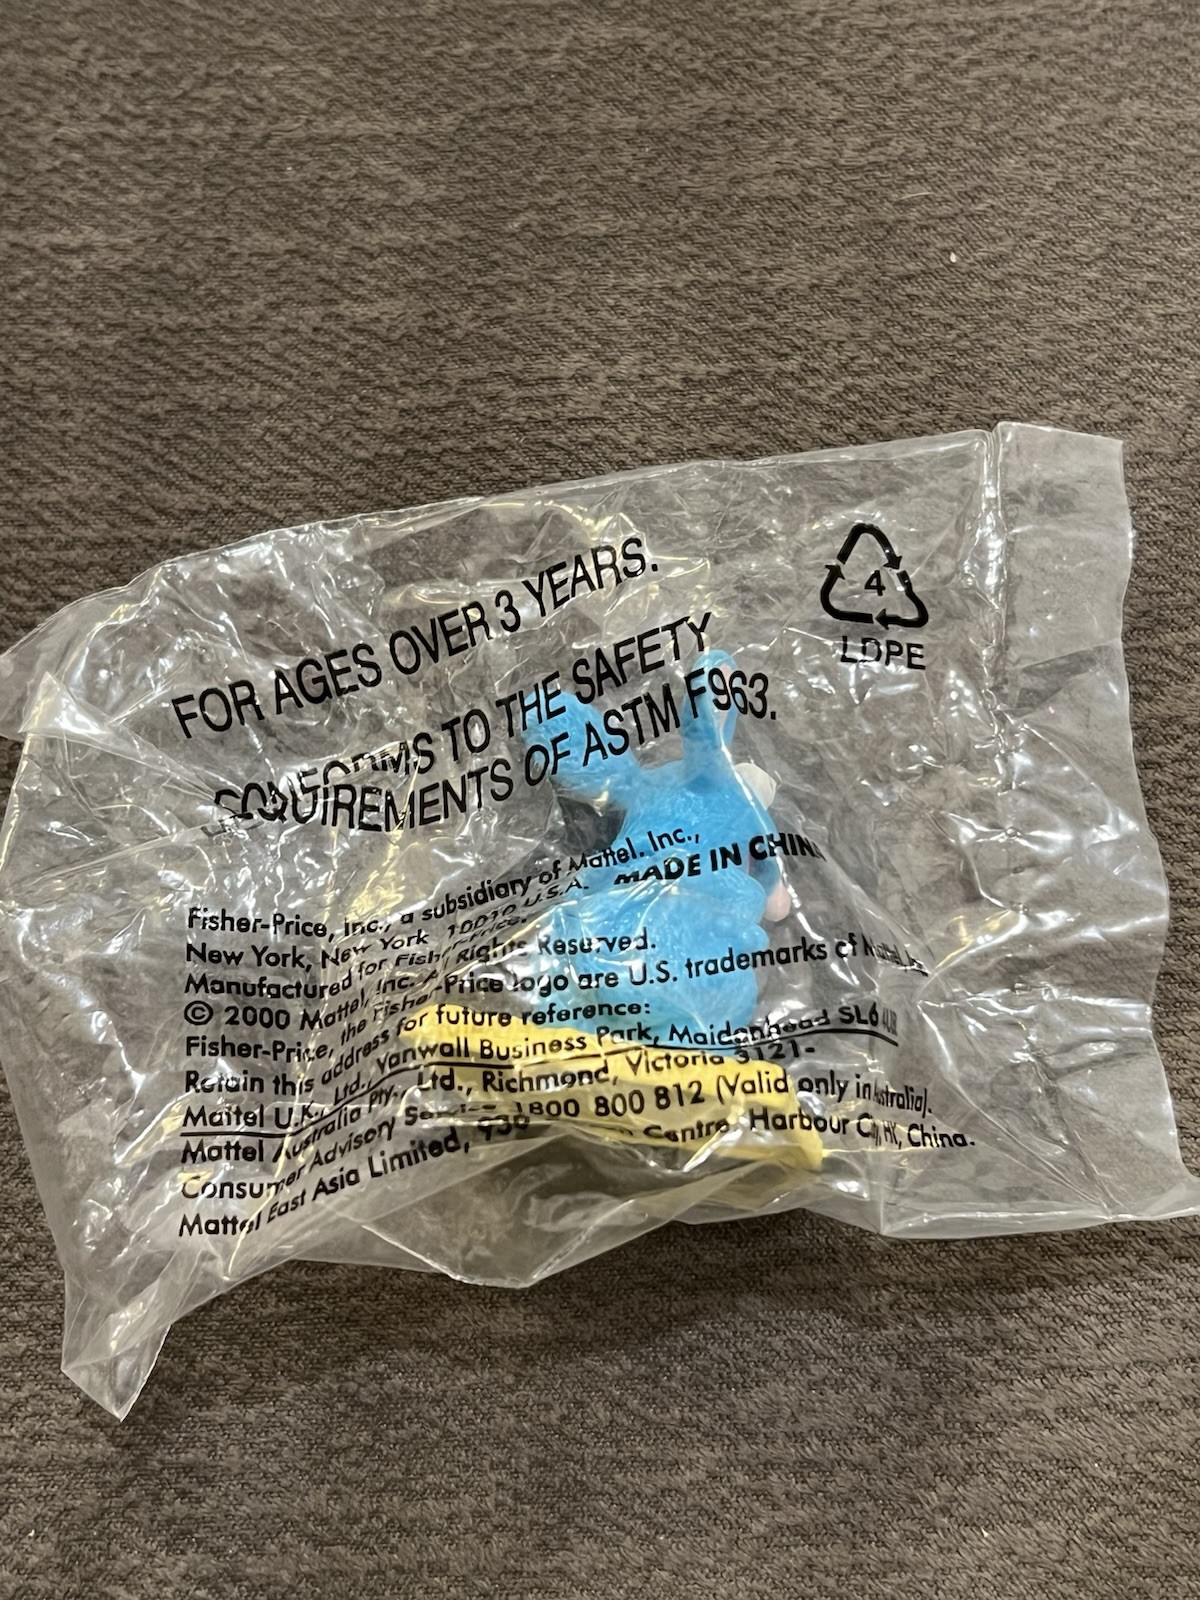 FOR AGES OVER 3 YEARS.
CONFORMS TO THE SAFETY
REQUIREMENTS OF ASTM F963.
4
LDPE
Fisher-Price, Inc., a subsidiary of Mattel, Inc.,
New York, New York 10010 U.S.A. MADE IN CHINA
Manufactured for Fisher-Price.
© 2000 Mattel, Inc. All Rights Reserved.
Fisher-Price, the Fisher-Price logo are U.S. trademarks of Mattel,
Retain this address for future reference:
Mattel U.K. Ltd., Vanwall Business Park, Maidenhead SL6 4UB
Mattel Australia Pty., Ltd., Richmond, Victoria 3121-
Consumer Advisory Service 1800 800 812 (Valid only in Australia).
Mattel East Asia Limited, 930 Centre, Harbour City, HK, China.